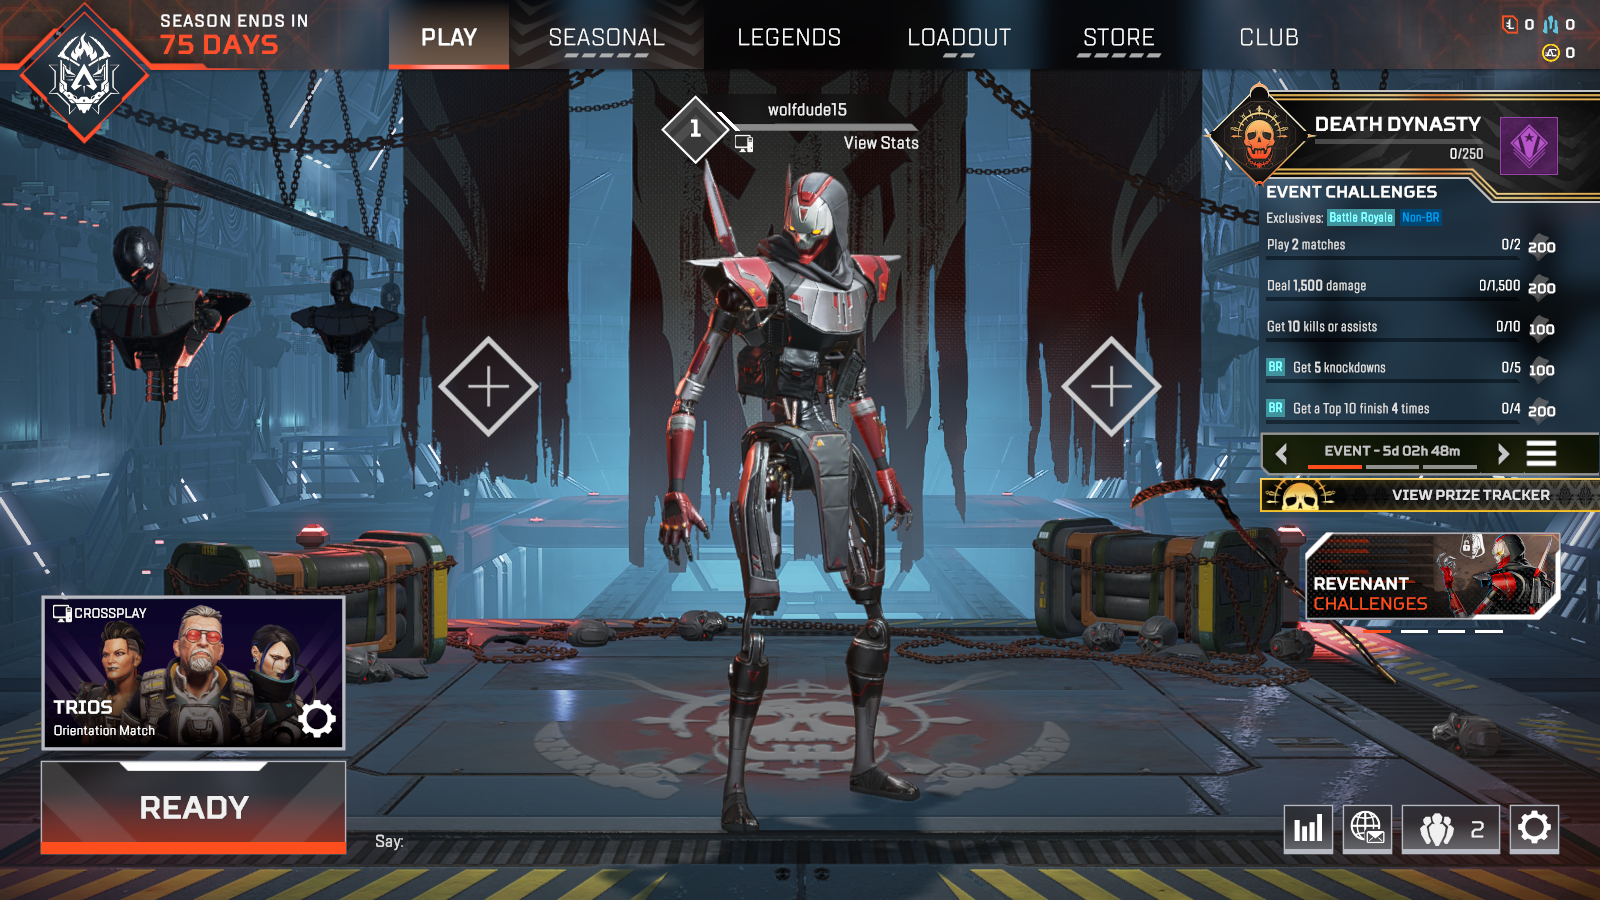 SEASON ENDS IN
75 DAYS
PLAY
SEASONAL
LEGENDS
LOADOUT
STORE
CLUB
0 0
0
1
wolfdude15
View Stats
DEATH DYNASTY
0/250
EVENT CHALLENGES
Exclusives: Battle Royale Non-BR
Play 2 matches 0/2 200
Deal 1,500 damage 0/1,500 200
Get 10 kills or assists 0/10 100
BR Get 5 knockdowns 0/5 100
BR Get a Top 10 finish 4 times 0/4 200
EVENT - 5d 02h 48m
VIEW PRIZE TRACKER
REVENANT
CHALLENGES
CROSSPLAY
TRIOS
Orientation Match
READY
Say:
2